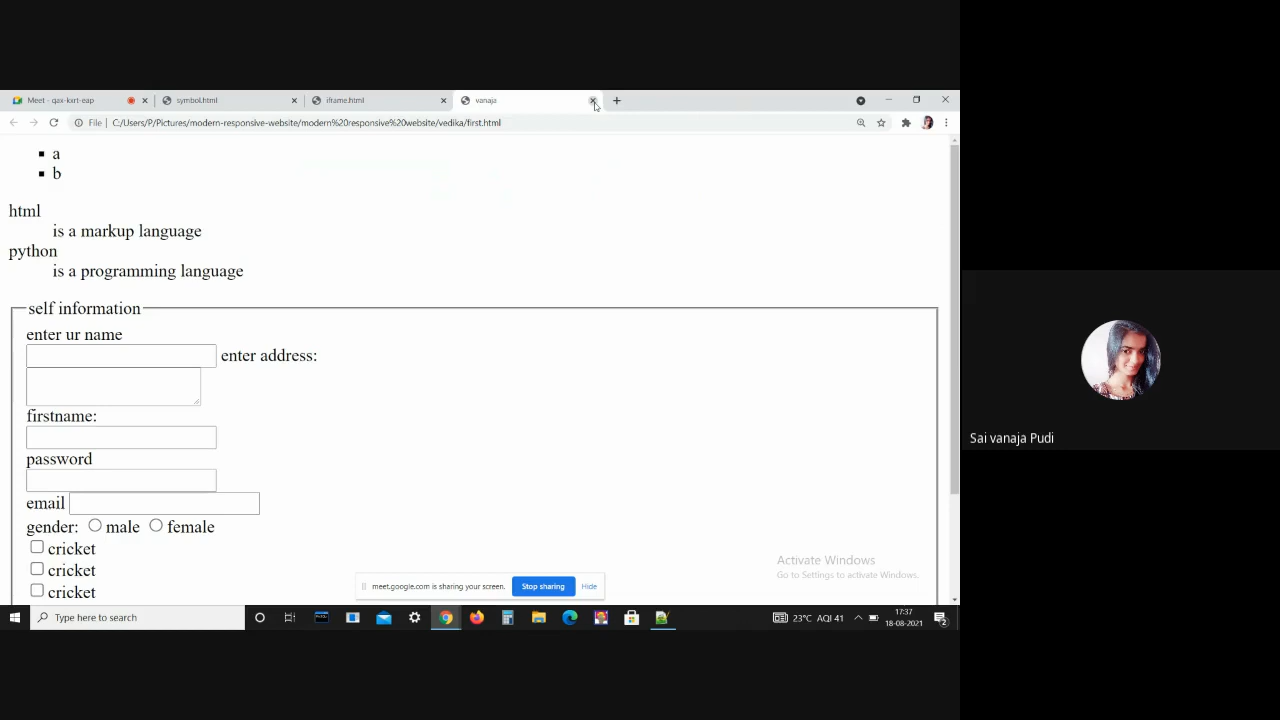 Meet - qax-kxrt-eap
symbol.html
iframe.html
vanaja
File
C:/Users/P/Pictures/modern-responsive-website/modern%20responsive%20website/vedika/first.html
a
b
html
is a markup language
python
is a programming language
self information
enter ur name
enter address:
firstname:
password
email
gender: male female
cricket
cricket
cricket
Activate Windows
Go to Settings to activate Windows.
meet.google.com is sharing your screen. Stop sharing Hide
Type here to search
23°C AQI 41
17:37
18-08-2021
2
Sai vanaja Pudi